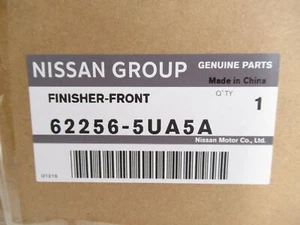 NISSAN GROUP
GENUINE PARTS
Made in China
FINISHER-FRONT
Q'TY
1
62256-5UA5A
Nissan Motor Co., Ltd.